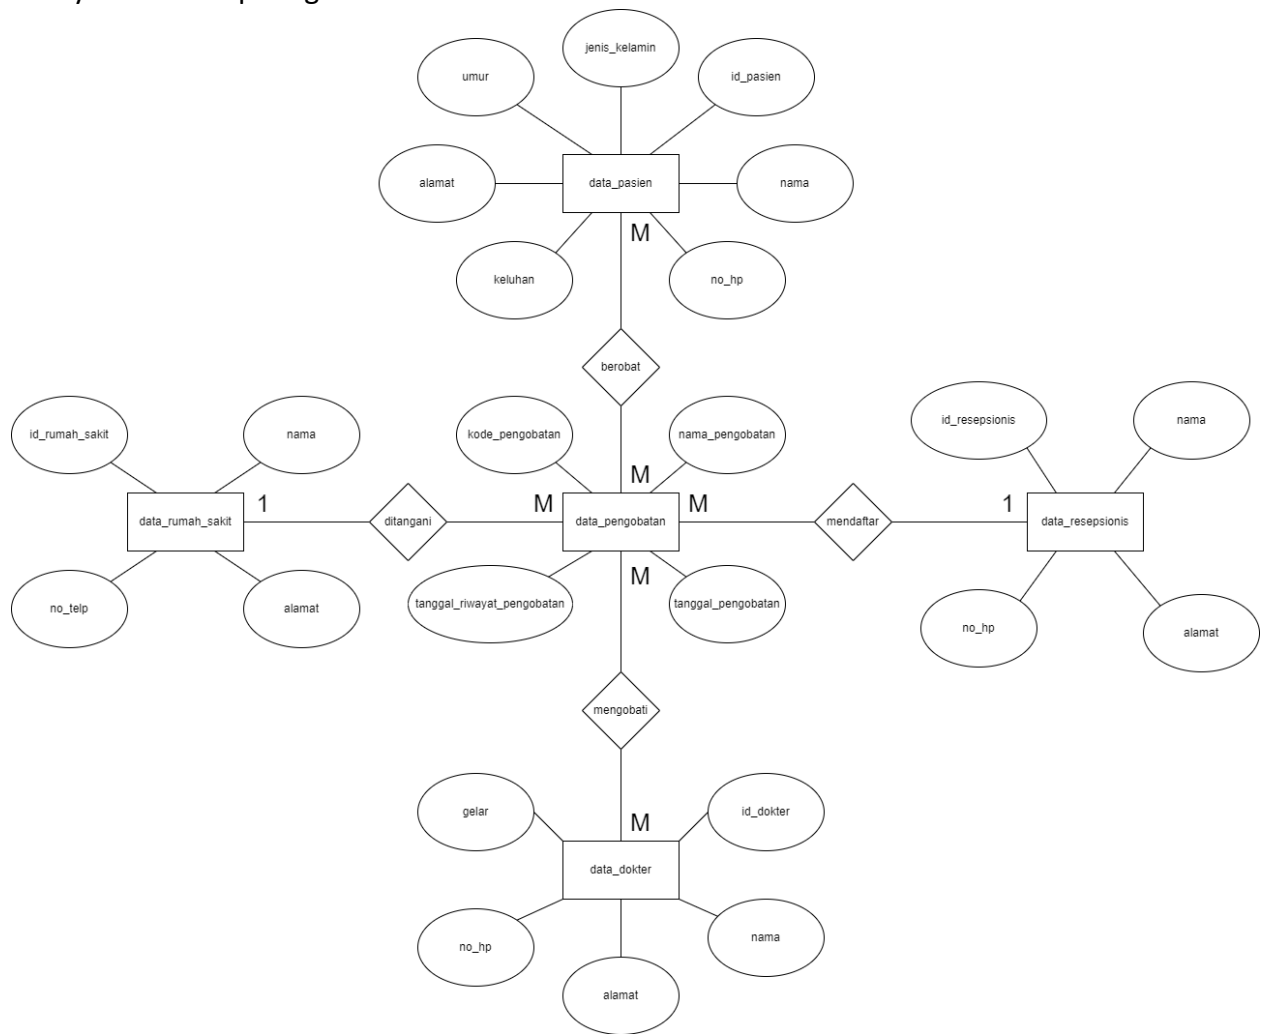 jenis_kelamin
umur
id_pasien
alamat
data_pasien
nama
M
keluhan
no_hp
berobat
id_rumah_sakit
nama
kode_pengobatan
nama_pengobatan
id_resepsionis
nama
M
data_rumah_sakit
1
ditangani
M
data_pengobatan
M
mendaftar
1
data_resepsionis
M
no_telp
alamat
tanggal_riwayat_pengobatan
tanggal_pengobatan
no_hp
alamat
mengobati
gelar
id_dokter
M
data_dokter
no_hp
nama
alamat